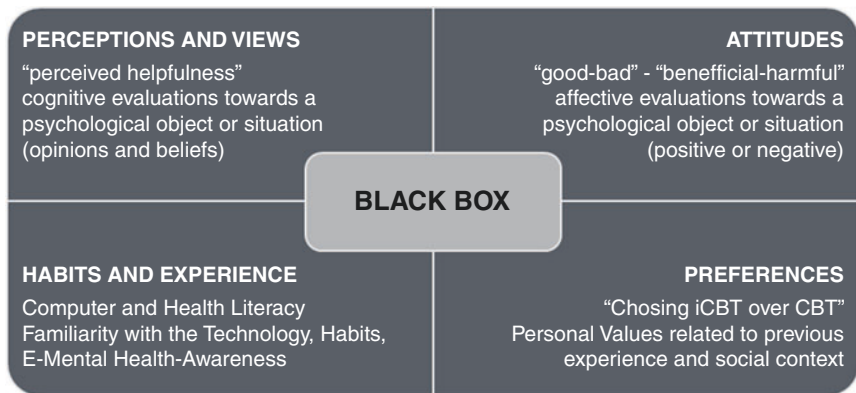 PERCEPTIONS AND VIEWS
“perceived helpfulness”
cognitive evaluations towards a
psychological object or situation
(opinions and beliefs)
ATTITUDES
“good-bad” - “benefficial-harmful”
affective evaluations towards a
psychological object or situation
(positive or negative)
BLACK BOX
HABITS AND EXPERIENCE
Computer and Health Literacy
Familiarity with the Technology, Habits,
E-Mental Health-Awareness
PREFERENCES
“Chosing iCBT over CBT”
Personal Values related to previous
experience and social context